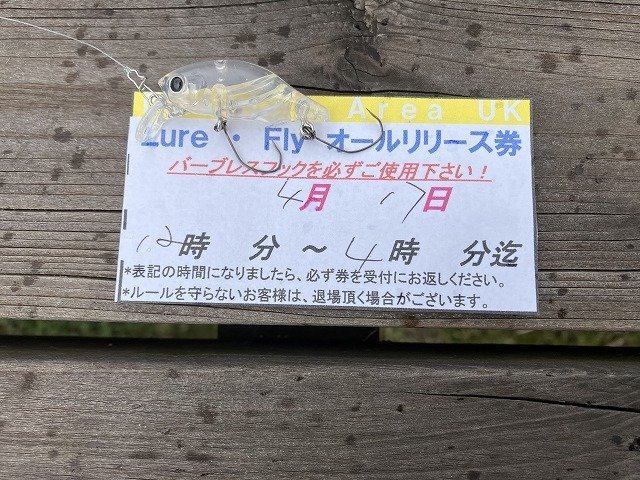 Area UK
Lure・Fly オールリリース券
バーブレスフックを必ずご使用下さい！
4月 17日
12時 分 ～ 4時 分迄
*表記の時間になりましたら、必ず券を受付にお返しください。
*ルールを守らないお客様は、退場頂く場合がございます。